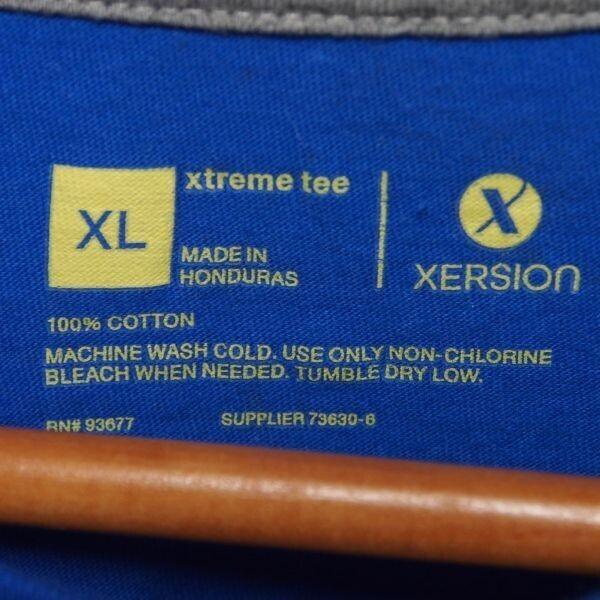 XL
xtreme tee
MADE IN
HONDURAS
X
XERSION
100% COTTON
MACHINE WASH COLD. USE ONLY NON-CHLORINE
BLEACH WHEN NEEDED. TUMBLE DRY LOW.
RN# 93677 SUPPLIER 73630-6